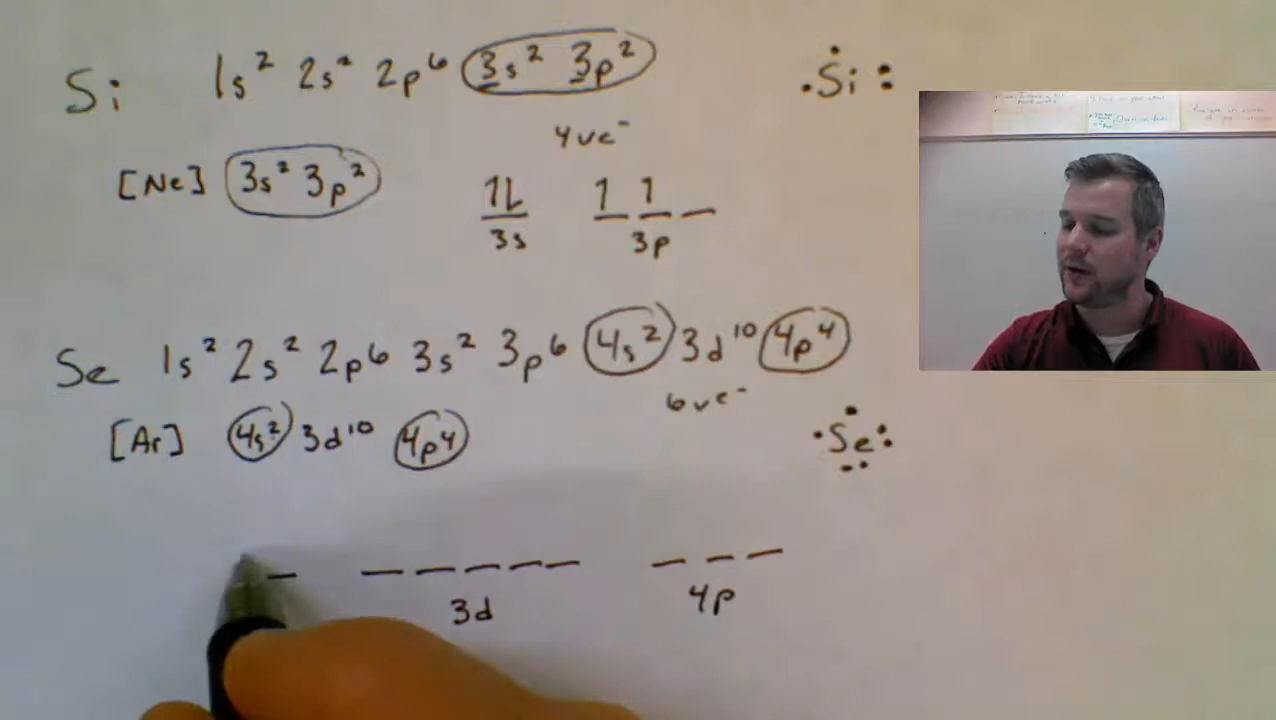 Si 1s² 2s² 2p⁶ 3s² 3p² Si
4ve⁻
[Ne] 3s² 3p² 1L 1 1
3s 3p
Se 1s² 2s² 2p⁶ 3s² 3p⁶ 4s² 3d¹⁰ 4p⁴
6ve⁻
[Ar] 4s² 3d¹⁰ 4p⁴ Se
3d 4p